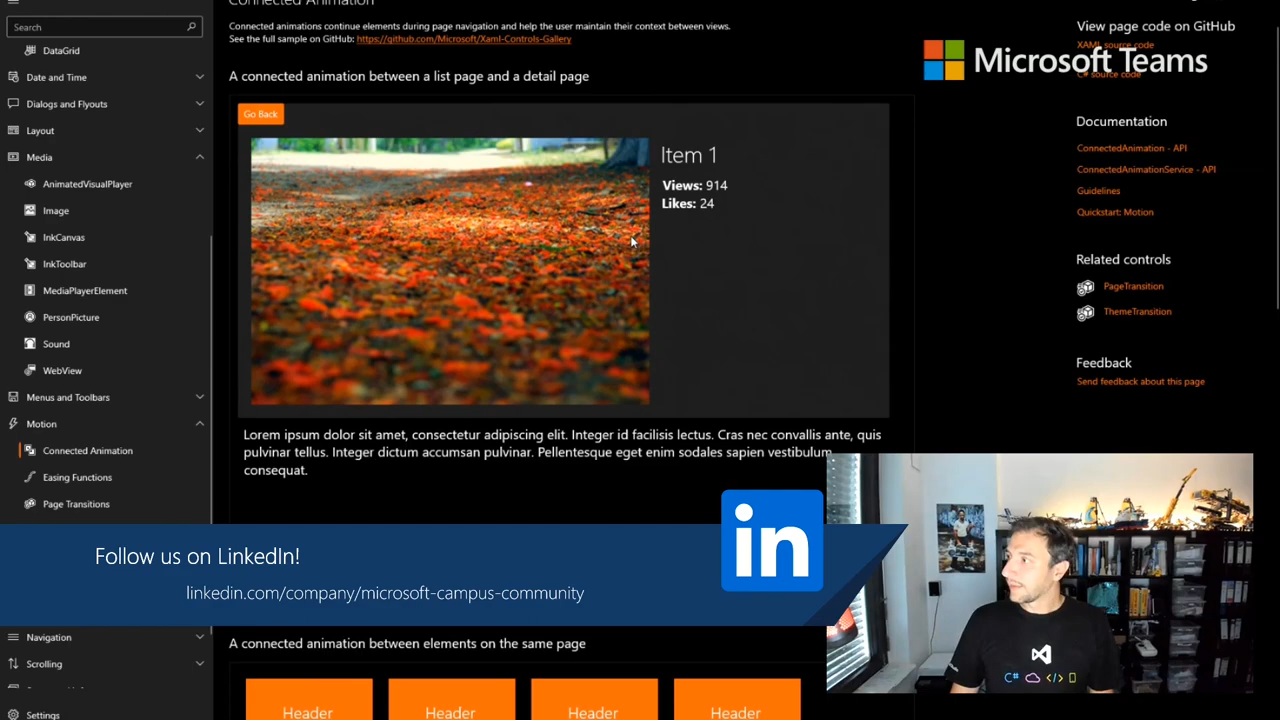 Connected Animation
Search
Connected animations continue elements during page navigation and help the user maintain their context between views.
See the full sample on GitHub: https://github.com/Microsoft/Xaml-Controls-Gallery
DataGrid
Date and Time
Dialogs and Flyouts
Layout
Media
AnimatedVisualPlayer
Image
InkCanvas
InkToolbar
MediaPlayerElement
PersonPicture
Sound
WebView
Menus and Toolbars
Motion
Connected Animation
Easing Functions
Page Transitions
Navigation
Scrolling
Settings
A connected animation between a list page and a detail page
Go Back
Item 1
Views: 914
Likes: 24
Lorem ipsum dolor sit amet, consectetur adipiscing elit. Integer id facilisis lectus. Cras nec convallis ante, quis
pulvinar tellus. Integer dictum accumsan pulvinar. Pellentesque eget enim sodales sapien vestibulum
consequat.
View page code on GitHub
XAML source code
Microsoft Teams
C# source code
Documentation
ConnectedAnimation - API
ConnectedAnimationService - API
Guidelines
Quickstart: Motion
Related controls
PageTransition
ThemeTransition
Feedback
Send feedback about this page
Follow us on LinkedIn!
linkedin.com/company/microsoft-campus-community
in
C# </>
A connected animation between elements on the same page
Header Header Header Header